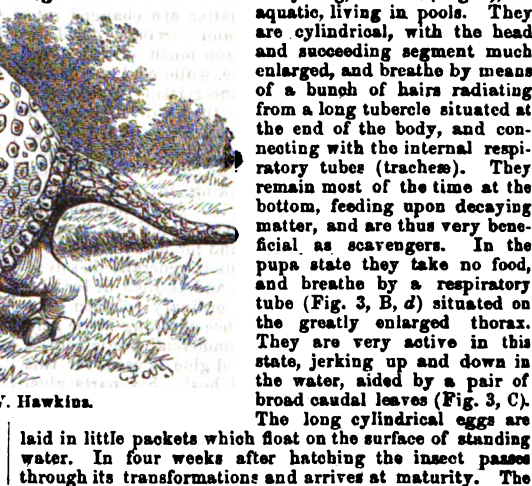 aquatic, living in pools. They
are cylindrical, with the head
and succeeding segment much
enlarged, and breathe by means
of a bunch of hairs radiating
from a long tubercle situated at
the end of the body, and con-
necting with the internal respi-
ratory tubes (tracheæ). They
remain most of the time at the
bottom, feeding upon decaying
matter, and are thus very bene-
ficial as scavengers. In the
pupa state they take no food,
and breathe by a respiratory
tube (Fig. 3, B, d) situated on
the greatly enlarged thorax.
They are very active in this
state, jerking up and down in
the water, aided by a pair of
broad caudal leaves (Fig. 3, C).
The long cylindrical eggs are
Hawkins.
laid in little packets which float on the surface of standing
water. In four weeks after hatching the insect passes
through its transformations and arrives at maturity. The